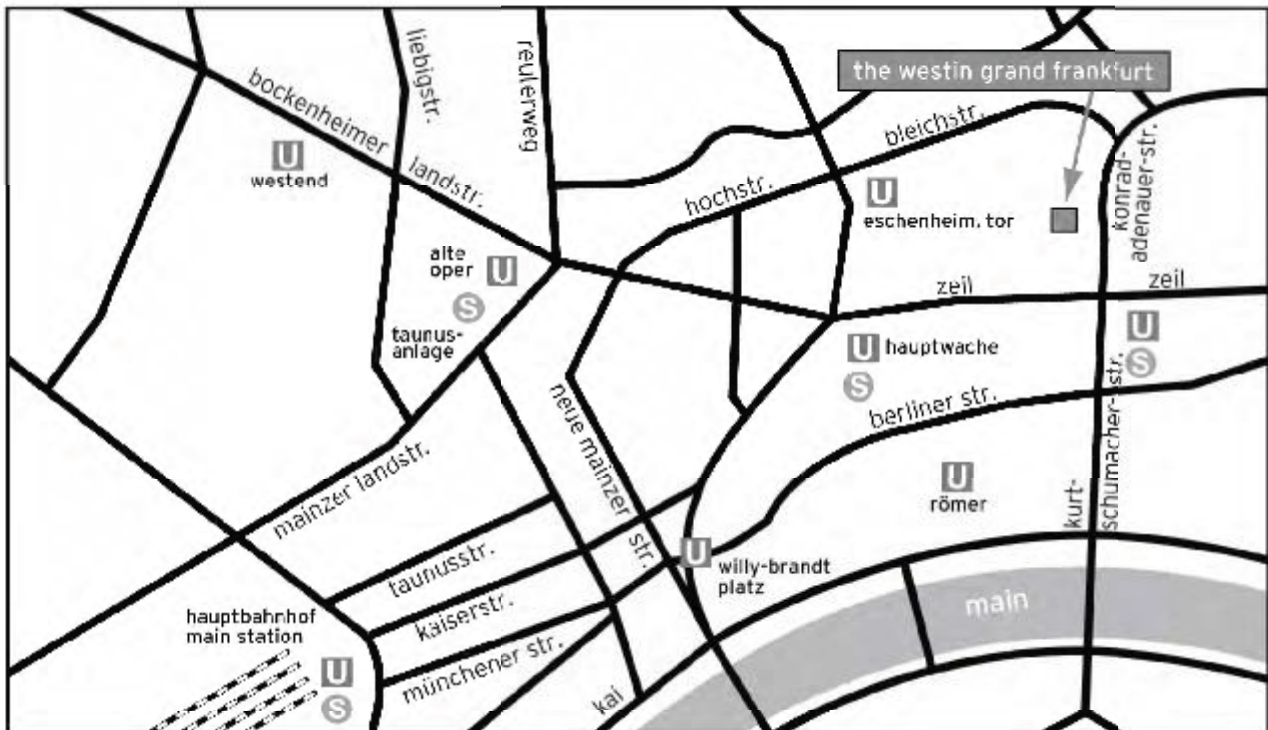 the westin grand frankfurt
liebigstr.
reulerweg
bockenheimer
landstr.
U
westend
bleichstr.
hochstr.
U
eschenheim. tor
konrad-
adenauer-str.
alte
oper
U
S
taunus-
anlage
zeil
zeil
U
hauptwache
S
U
S
berliner str.
neue mainzer
str.
mainzer landstr.
U
römer
kurt-
schumacher-str.
taunusstr.
kaiserstr.
münchener str.
U
willy-brandt
platz
main
hauptbahnhof
main station
U
S
kai